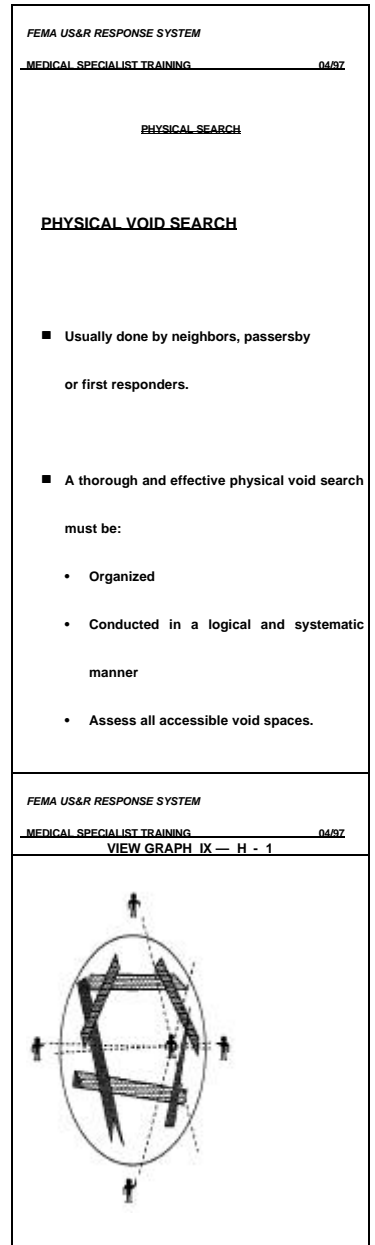 FEMA US&R RESPONSE SYSTEM
MEDICAL SPECIALIST TRAINING 04/97
PHYSICAL SEARCH
PHYSICAL VOID SEARCH
■ Usually done by neighbors, passersby
or first responders.
■ A thorough and effective physical void search
must be:
• Organized
• Conducted in a logical and systematic
manner
• Assess all accessible void spaces.
FEMA US&R RESPONSE SYSTEM
MEDICAL SPECIALIST TRAINING 04/97
VIEW GRAPH IX — H - 1